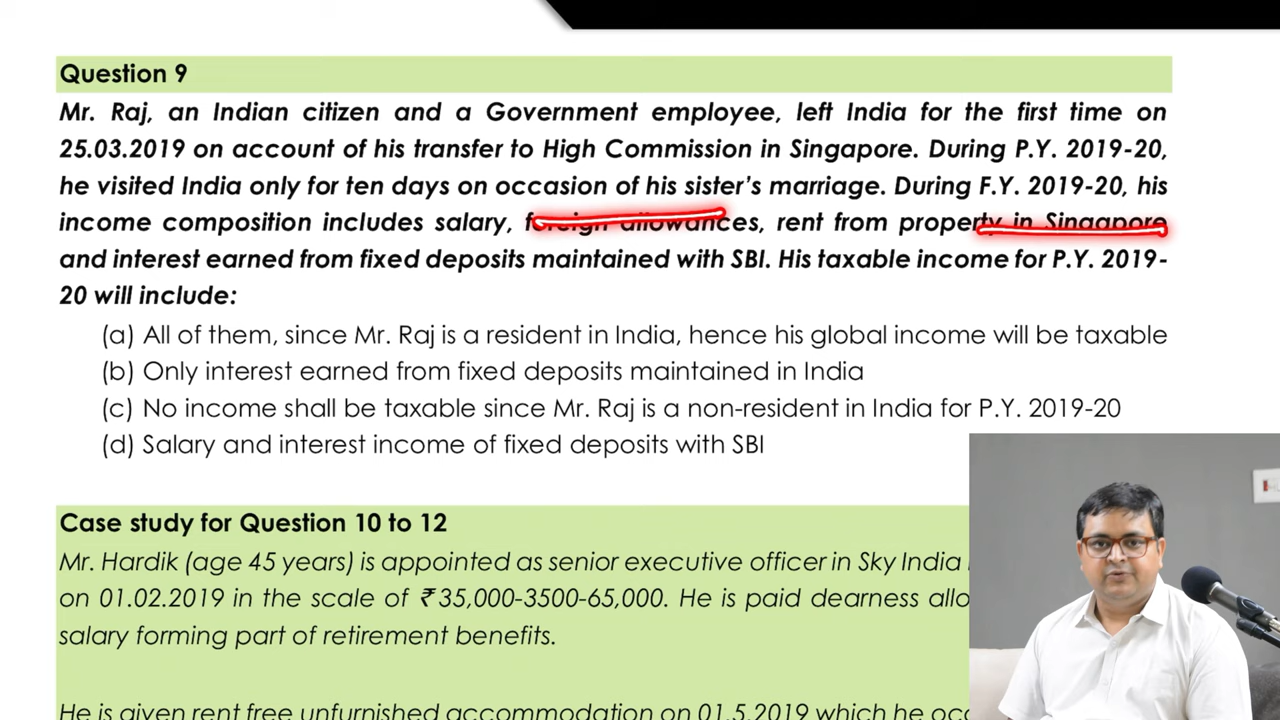 Question 9
Mr. Raj, an Indian citizen and a Government employee, left India for the first time on
25.03.2019 on account of his transfer to High Commission in Singapore. During P.Y. 2019-20,
he visited India only for ten days on occasion of his sister's marriage. During F.Y. 2019-20, his
income composition includes salary, foreign allowances, rent from property in Singapore
and interest earned from fixed deposits maintained with SBI. His taxable income for P.Y. 2019-
20 will include:
(a) All of them, since Mr. Raj is a resident in India, hence his global income will be taxable
(b) Only interest earned from fixed deposits maintained in India
(c) No income shall be taxable since Mr. Raj is a non-resident in India for P.Y. 2019-20
(d) Salary and interest income of fixed deposits with SBI
Case study for Question 10 to 12
Mr. Hardik (age 45 years) is appointed as senior executive officer in Sky India
on 01.02.2019 in the scale of ₹35,000-3500-65,000. He is paid dearness allo
salary forming part of retirement benefits.
He is given rent free unfurnished accommodation on 01.5.2019 which he occ